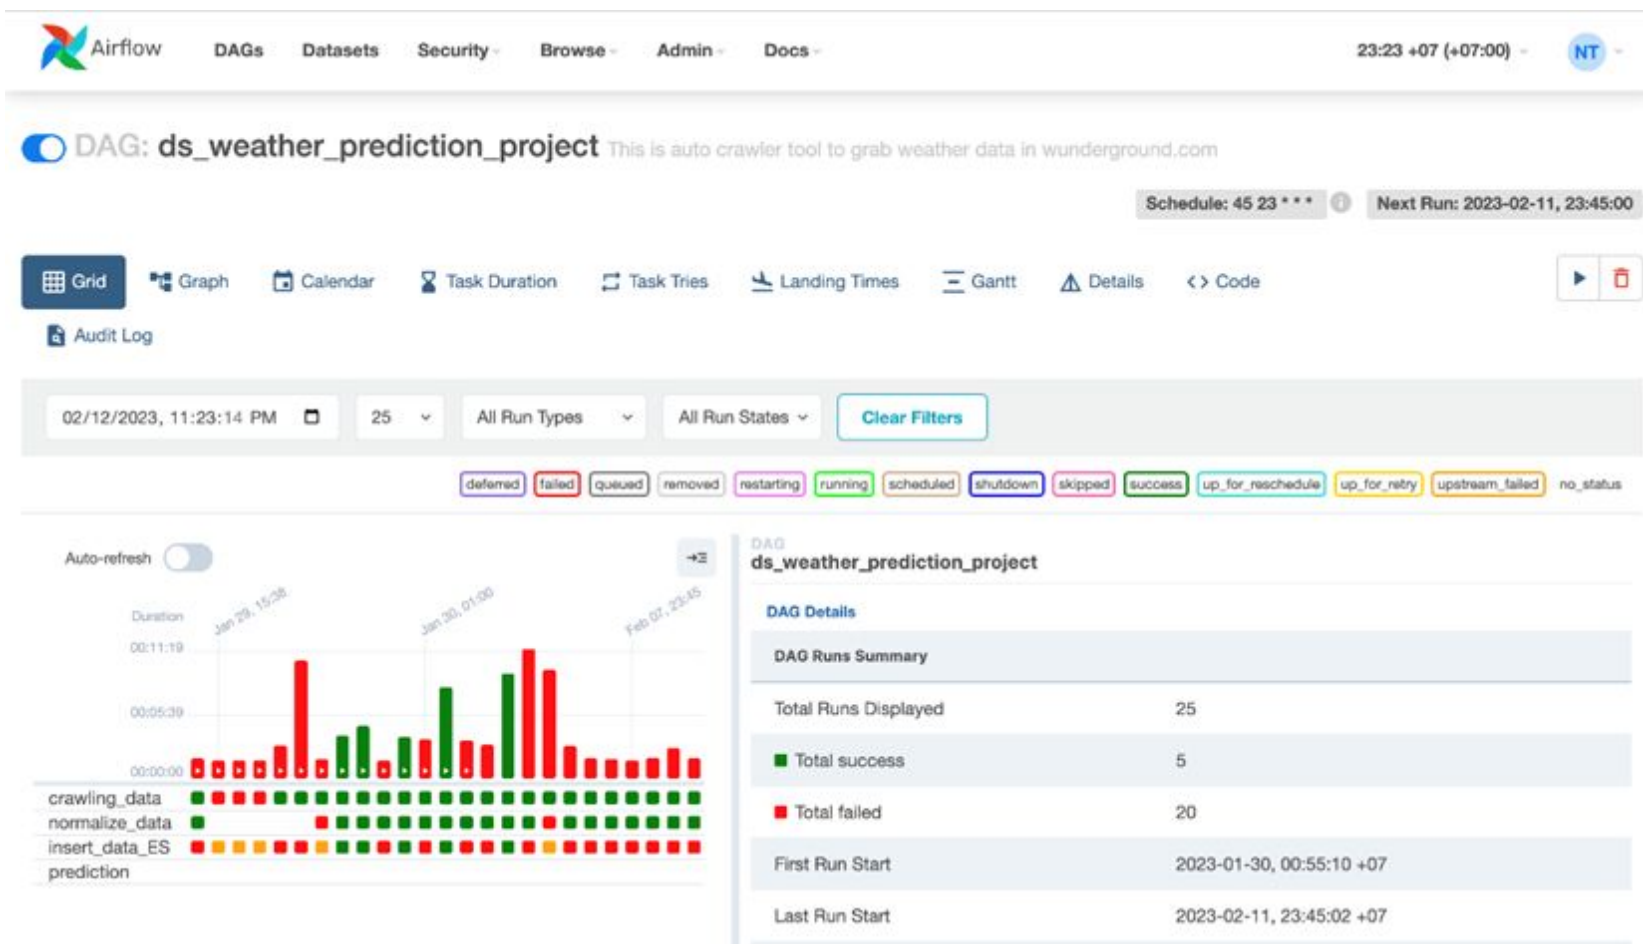 Airflow DAGs Datasets Security Browse Admin Docs 23:23 +07 (+07:00) NT
DAG: ds_weather_prediction_project This is auto crawler tool to grab weather data in wunderground.com
Schedule: 45 23 * * * Next Run: 2023-02-11, 23:45:00
Grid Graph Calendar Task Duration Task Tries Landing Times Gantt Details <> Code
Audit Log
02/12/2023, 11:23:14 PM 25 All Run Types All Run States Clear Filters
deferred failed queued removed restarting running scheduled shutdown skipped success up_for_reschedule up_for_retry upstream_failed no_status
Auto-refresh
Duration
Jan 29, 15:38
Jan 30, 01:00
Feb 07, 23:45
00:11:19
00:05:39
00:00:00
crawling_data
normalize_data
insert_data_ES
prediction
DAG
ds_weather_prediction_project
DAG Details
DAG Runs Summary
Total Runs Displayed 25
Total success 5
Total failed 20
First Run Start 2023-01-30, 00:55:10 +07
Last Run Start 2023-02-11, 23:45:02 +07